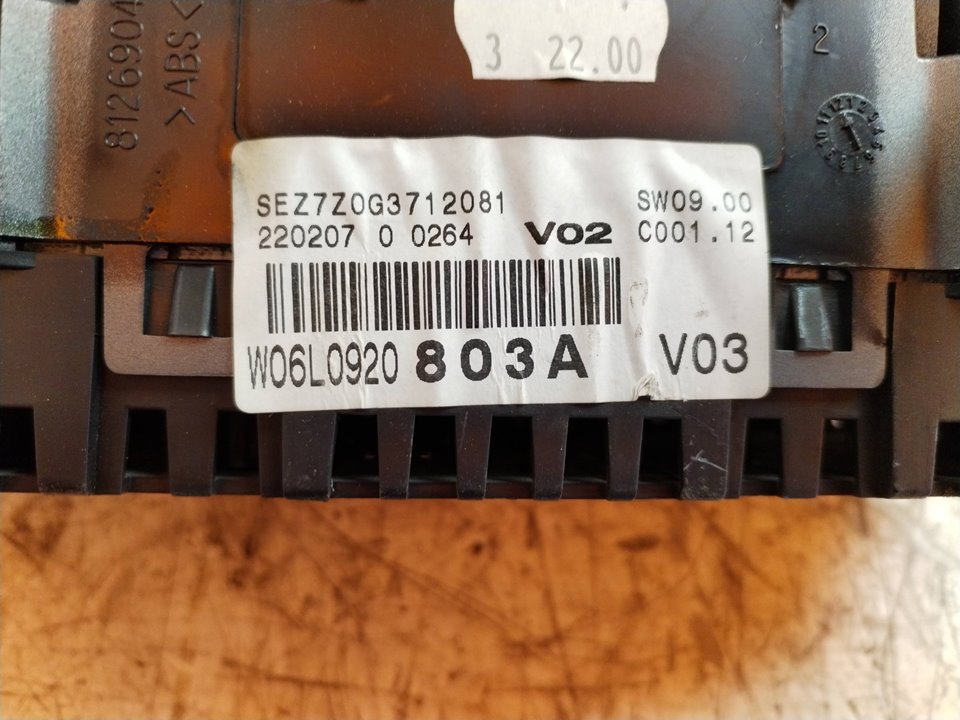 3 22.00
8126904
>ABS<
2
SEZ7Z0G3712081 SW09.00
220207 0 0264 V02 C001.12
W06L0920 803A V03